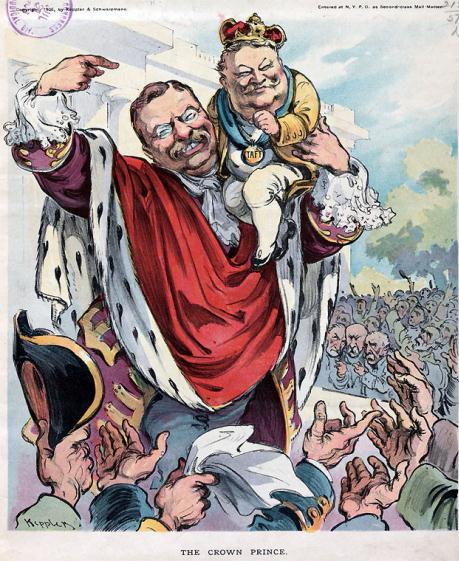 Copyright, 1906, by Keppler & Schwarzmann.
Entered at N. Y. P. O. as Second-class Mail Matter.
TAFT
Keppler
THE CROWN PRINCE.